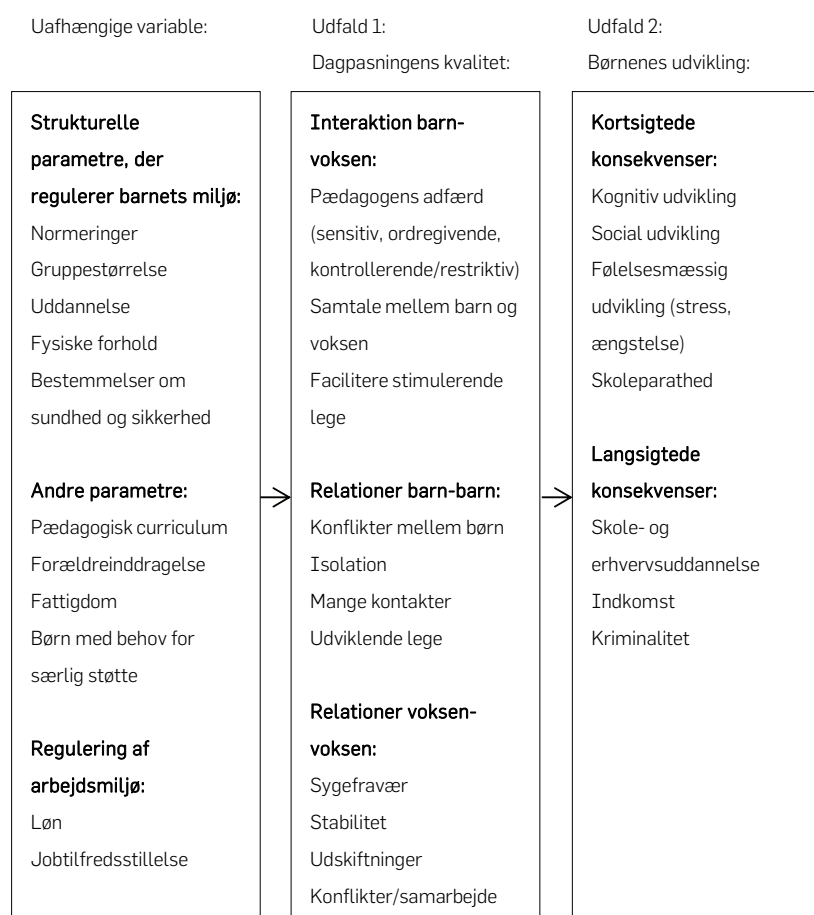 Uafhængige variable:
Udfald 1:
Dagpasningens kvalitet:
Udfald 2:
Børnenes udvikling:
Strukturelle
parametre, der
regulerer barnets miljø:
Normeringer
Gruppestørrelse
Uddannelse
Fysiske forhold
Bestemmelser om
sundhed og sikkerhed
Andre parametre:
Pædagogisk curriculum
Forældreinddragelse
Fattigdom
Børn med behov for
særlig støtte
Regulering af
arbejdsmiljø:
Løn
Jobtilfredsstillelse
Interaktion barn-
voksen:
Pædagogens adfærd
(sensitiv, ordregivende,
kontrollerende/restriktiv)
Samtale mellem barn og
voksen
Facilitere stimulerende
lege
Relationer barn-barn:
Konflikter mellem børn
Isolation
Mange kontakter
Udviklende lege
Relationer voksen-
voksen:
Sygefravær
Stabilitet
Udskiftninger
Konflikter/samarbejde
Kortsigtede
konsekvenser:
Kognitiv udvikling
Social udvikling
Følelsesmæssig
udvikling (stress,
ængstelse)
Skoleparathed
Langsigtede
konsekvenser:
Skole- og
erhvervsuddannelse
Indkomst
Kriminalitet